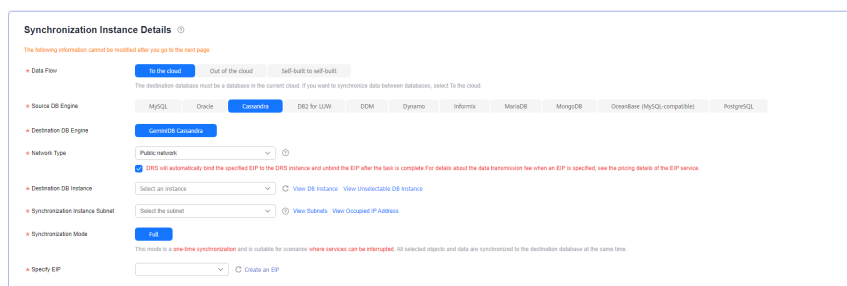 Synchronization Instance Details
The following information cannot be modified after you go to the next page.
* Data Flow To the cloud Out of the cloud Self-built to self-built
The destination database must be a database in the current cloud. If you want to synchronize data between databases, select To the cloud.
* Source DB Engine MySQL Oracle Cassandra DB2 for LUW DDM Dynamo Informix MariaDB MongoDB OceanBase (MySQL-compatible) PostgreSQL
* Destination DB Engine GeminiDB Cassandra
* Network Type Public network
DRS will automatically bind the specified EIP to the DRS instance and unbind the EIP after the task is complete.For details about the data transmission fee when an EIP is specified, see the pricing details of the EIP service.
* Destination DB Instance Select an instance View DB Instance View Unselectable DB Instance
* Synchronization Instance Subnet Select the subnet View Subnets View Occupied IP Address
* Synchronization Mode Full
This mode is a one-time synchronization and is suitable for scenarios where services can be interrupted. All selected objects and data are synchronized to the destination database at the same time.
* Specify EIP Create an EIP